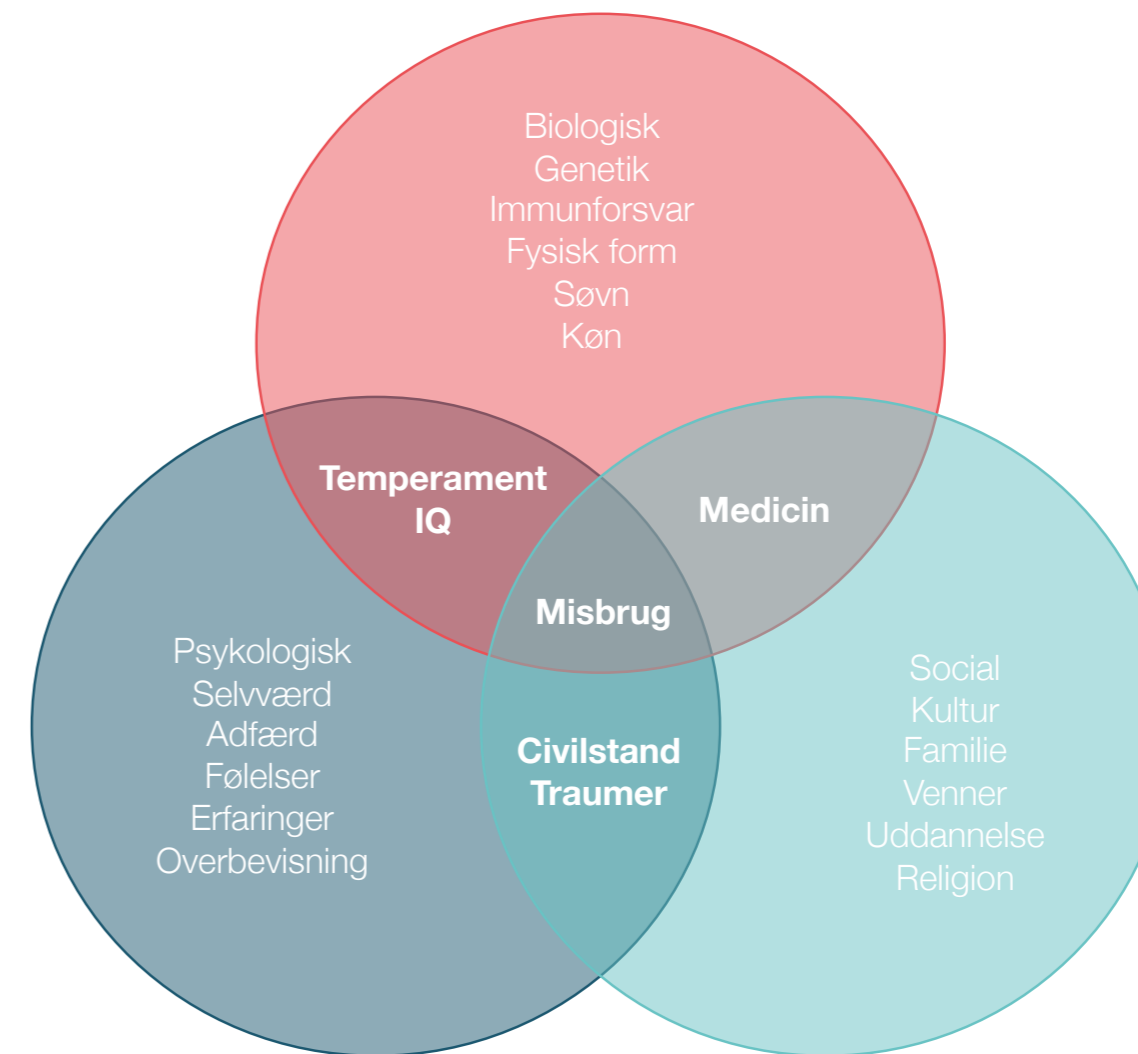 Biologisk
Genetik
Immunforsvar
Fysisk form
Søvn
Køn
Temperament
IQ
Medicin
Misbrug
Psykologisk
Selvværd
Adfærd
Følelser
Erfaringer
Overbevisning
Civilstand
Traumer
Social
Kultur
Familie
Venner
Uddannelse
Religion